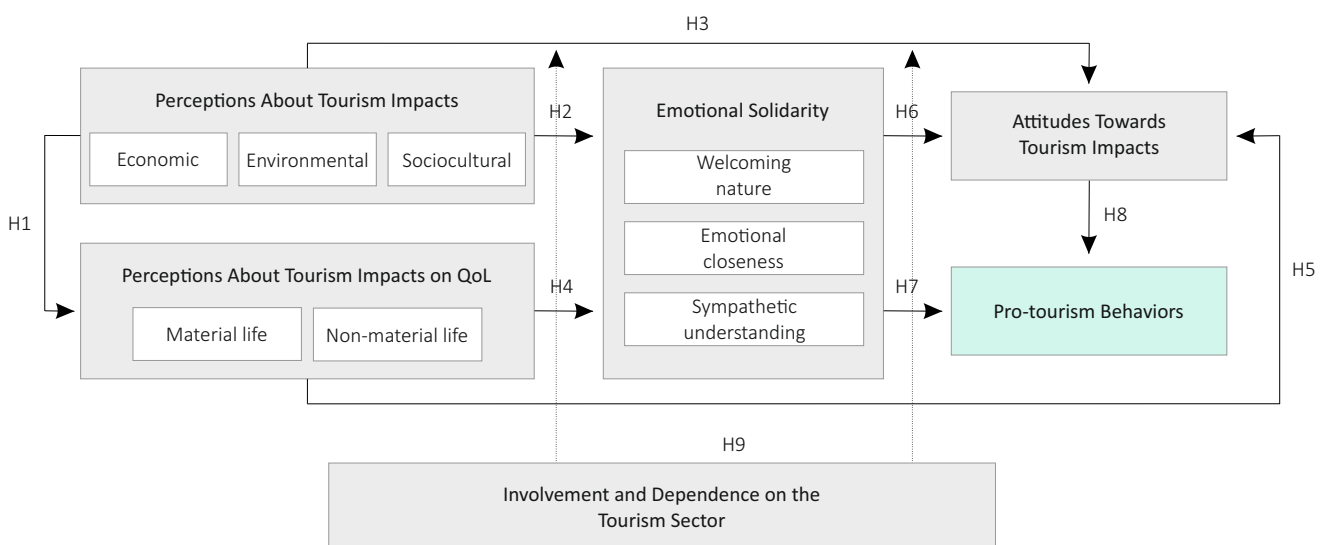 H3
Perceptions About Tourism Impacts
Economic
Environmental
Sociocultural
H1
H2
Emotional Solidarity
Welcoming
nature
Emotional
closeness
Sympathetic
understanding
H6
Attitudes Towards
Tourism Impacts
H8
Perceptions About Tourism Impacts on QoL
Material life
Non-material life
H4
H7
Pro-tourism Behaviors
H5
H9
Involvement and Dependence on the
Tourism Sector